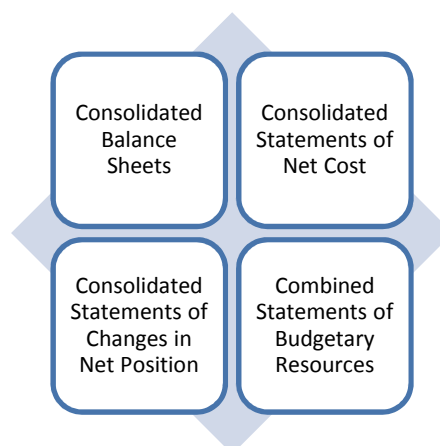 Consolidated
Balance
Sheets
Consolidated
Statements of
Net Cost
Consolidated
Statements of
Changes in
Net Position
Combined
Statements of
Budgetary
Resources